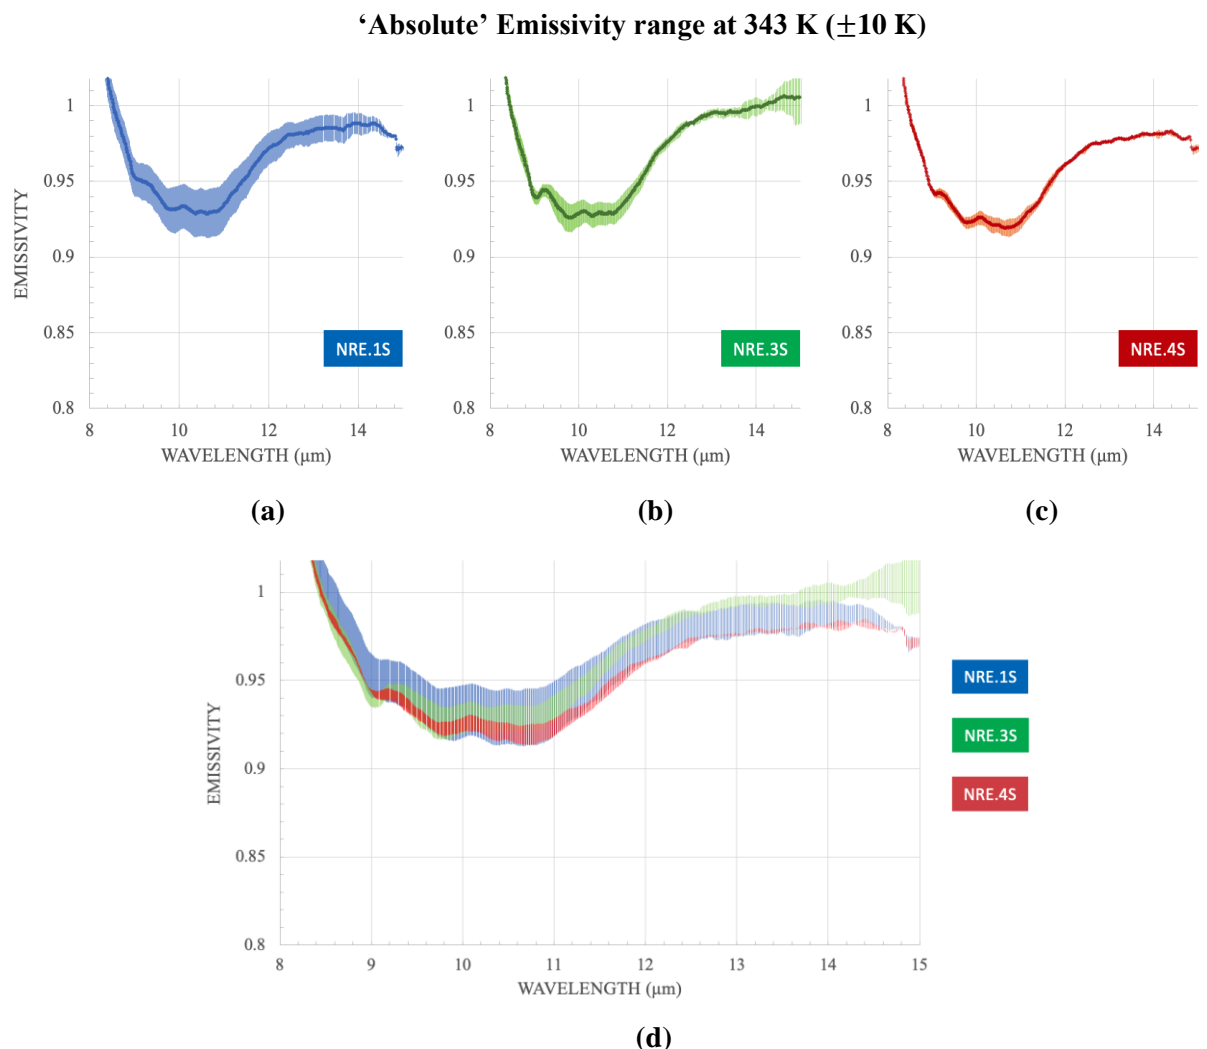 ‘Absolute’ Emissivity range at 343 K (±10 K)
EMISSIVITY
1
0.95
0.9
0.85
0.8
8 10 12 14
WAVELENGTH (μm)
NRE.1S
(a)
1
0.95
0.9
0.85
0.8
8 10 12 14
WAVELENGTH (μm)
NRE.3S
(b)
1
0.95
0.9
0.85
0.8
8 10 12 14
WAVELENGTH (μm)
NRE.4S
(c)
EMISSIVITY
1
0.95
0.9
0.85
0.8
8 9 10 11 12 13 14 15
WAVELENGTH (μm)
NRE.1S
NRE.3S
NRE.4S
(d)